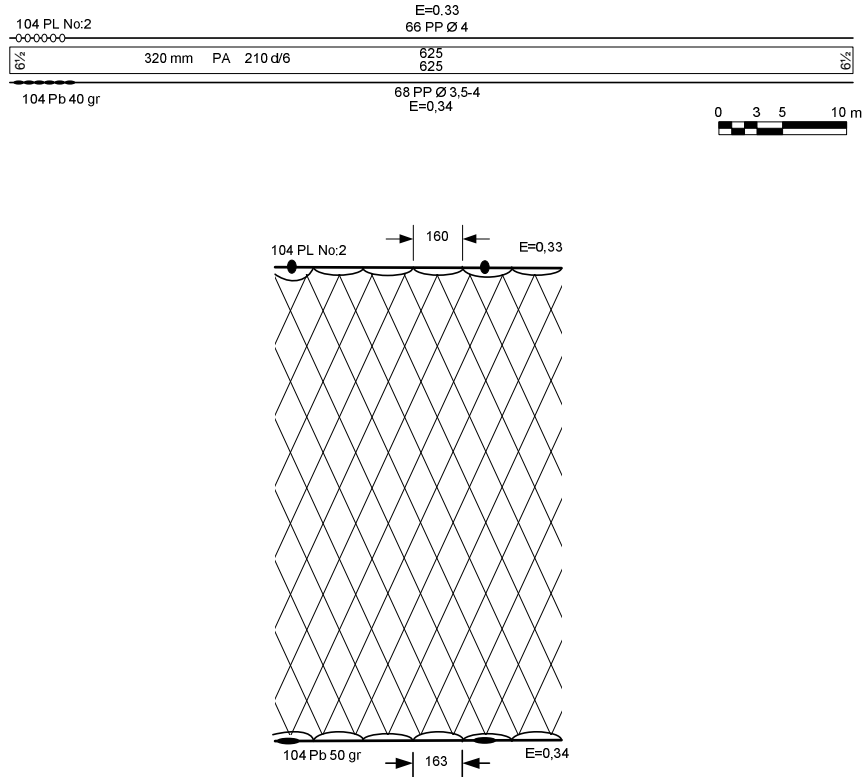 E=0.33
104 PL No:2
66 PP Ø 4
6½
320 mm PA 210 d/6
625
625
6½
104 Pb 40 gr
68 PP Ø 3,5-4
E=0,34
0 3 5 10 m
160
104 PL No:2
E=0,33
104 Pb 50 gr
163
E=0,34